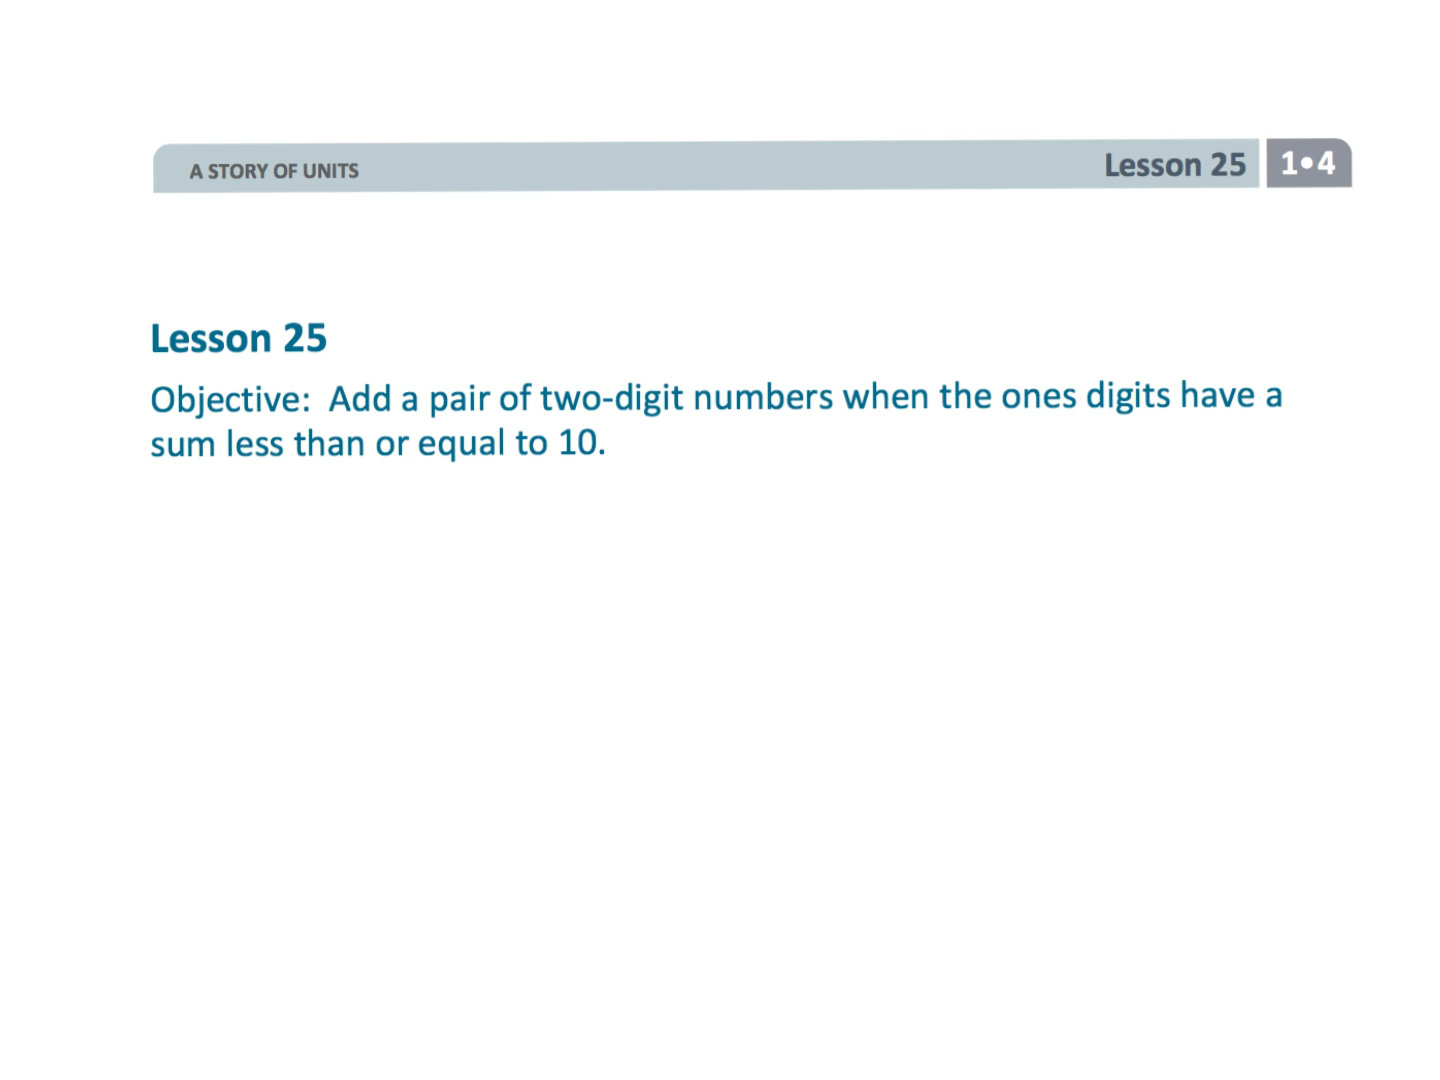 A STORY OF UNITS
Lesson 25
1•4
Lesson 25
Objective: Add a pair of two-digit numbers when the ones digits have a
sum less than or equal to 10.